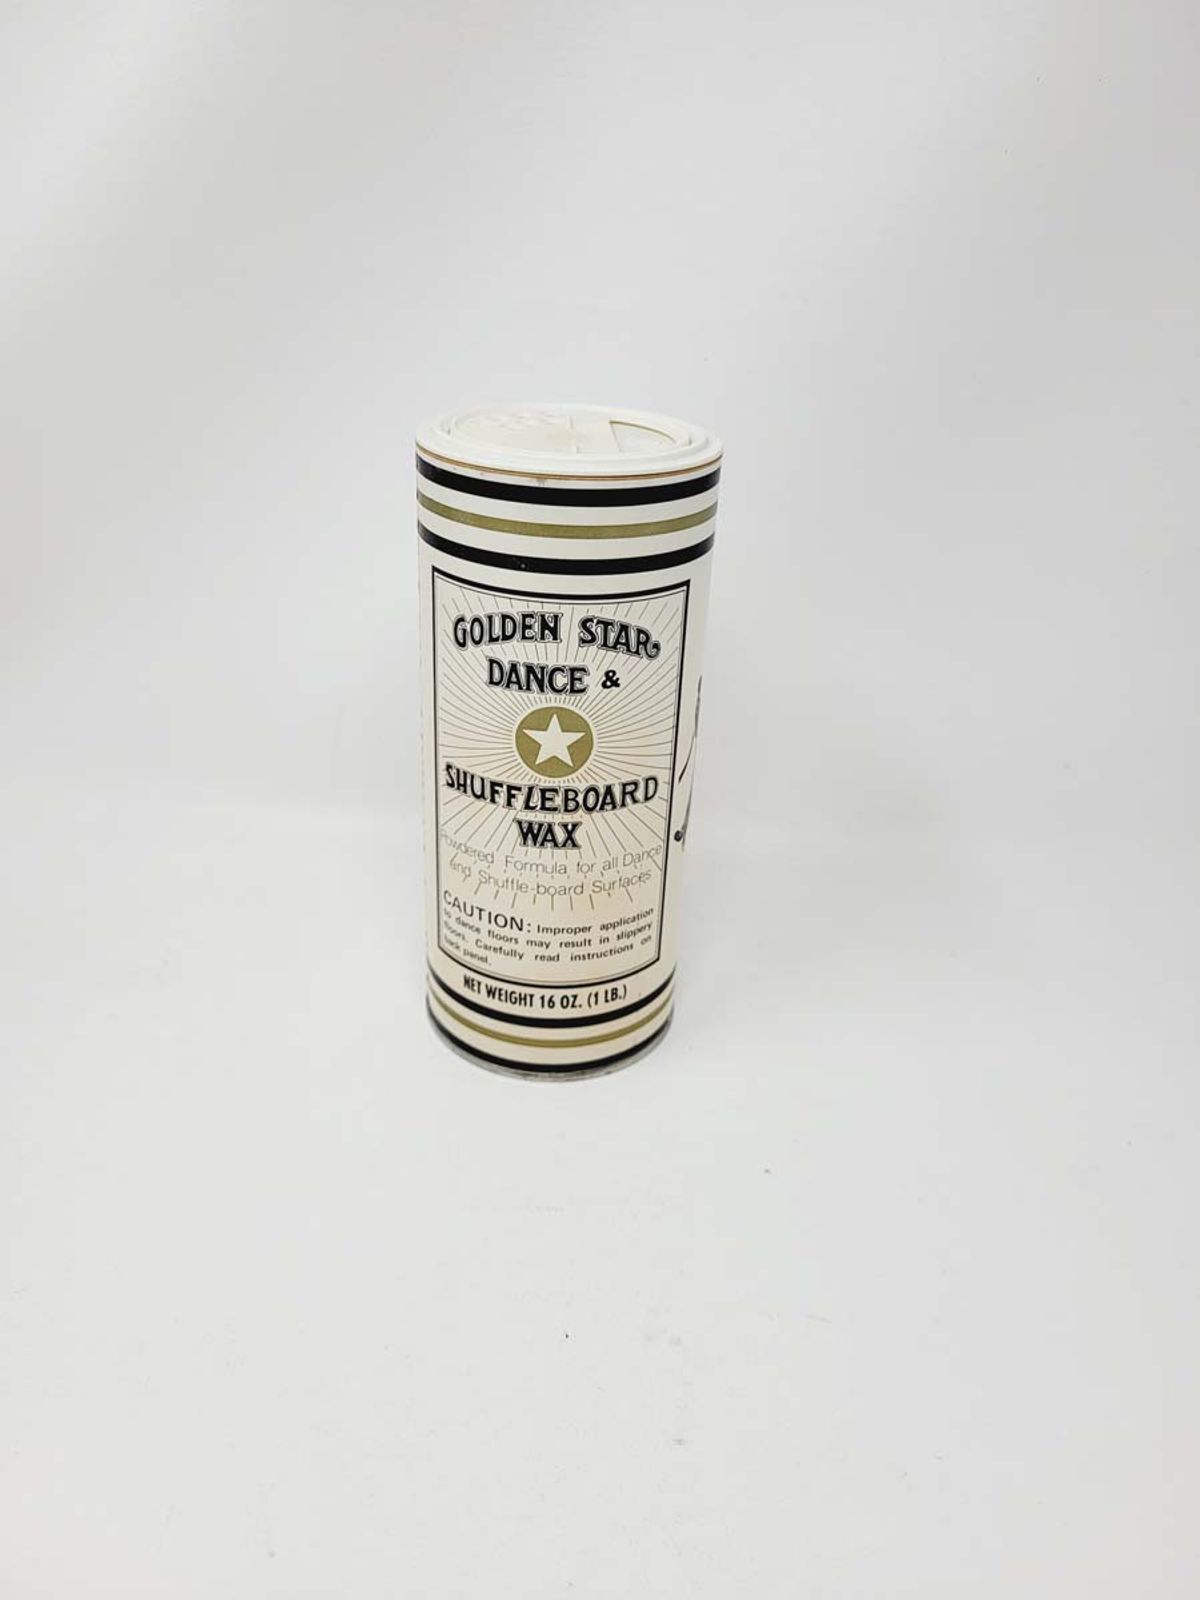 GOLDEN STAR
DANCE &
SHUFFLEBOARD
WAX
Powdered Formula for all Dance
and Shuffle-board Surfaces
CAUTION: Improper application
to dance floors may result in slippery
floors. Carefully read instructions on
back panel.
NET WEIGHT 16 OZ. (1 LB.)